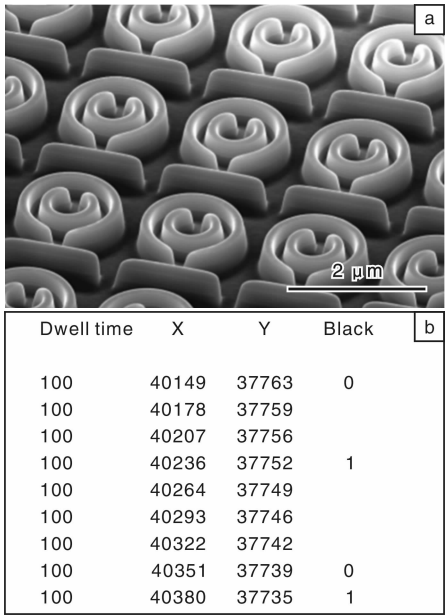 a
2 μm
b
Dwell time X Y Black
100 40149 37763 0
100 40178 37759
100 40207 37756
100 40236 37752 1
100 40264 37749
100 40293 37746
100 40322 37742
100 40351 37739 0
100 40380 37735 1